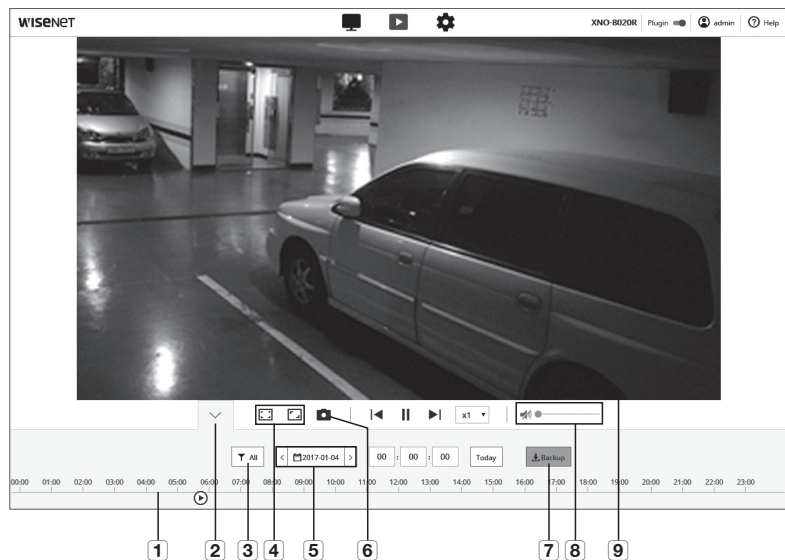 WISENET XNO-8020R Plugin admin ? Help
x1
All 2017-01-04 00 : 00 : 00 Today Backup
00:00 01:00 02:00 03:00 04:00 05:00 06:00 07:00 08:00 09:00 10:00 11:00 12:00 13:00 14:00 15:00 16:00 17:00 18:00 19:00 20:00 21:00 22:00 23:00
1 2 3 4 5 6 7 8 9